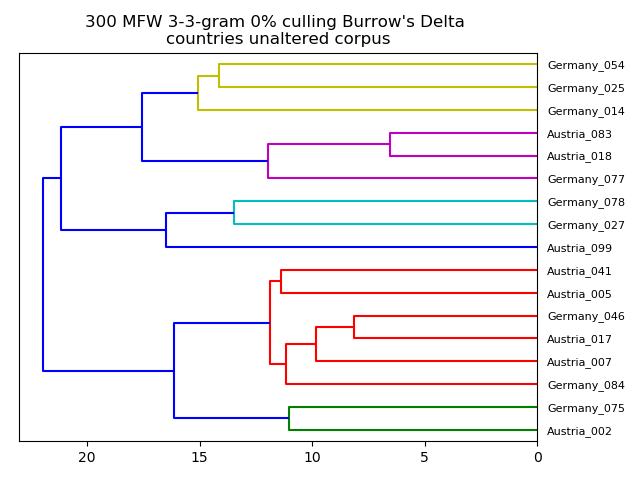 300 MFW 3-3-gram 0% culling Burrow's Delta
countries unaltered corpus
Germany_054
Germany_025
Germany_014
Austria_083
Austria_018
Germany_077
Germany_078
Germany_027
Austria_099
Austria_041
Austria_005
Germany_046
Austria_017
Austria_007
Germany_084
Germany_075
Austria_002
20 15 10 5 0